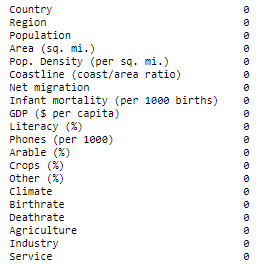 Country 0
Region 0
Population 0
Area (sq. mi.) 0
Pop. Density (per sq. mi.) 0
Coastline (coast/area ratio) 0
Net migration 0
Infant mortality (per 1000 births) 0
GDP ($ per capita) 0
Literacy (%) 0
Phones (per 1000) 0
Arable (%) 0
Crops (%) 0
Other (%) 0
Climate 0
Birthrate 0
Deathrate 0
Agriculture 0
Industry 0
Service 0